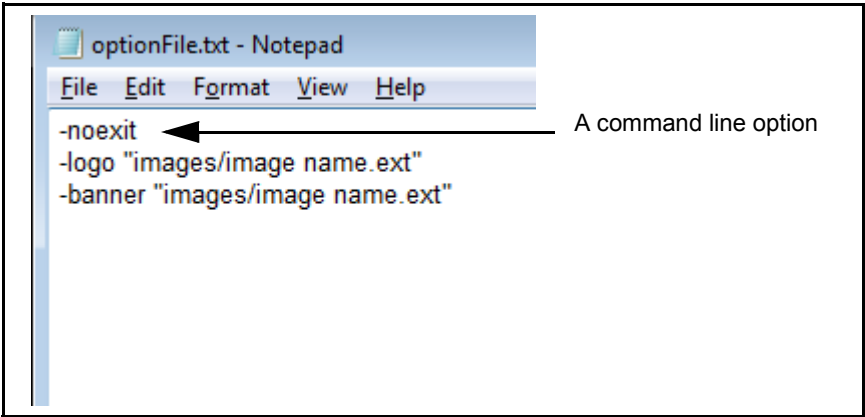 optionFile.txt - Notepad
File Edit Format View Help
-noexit
A command line option
-logo "images/image name.ext"
-banner "images/image name.ext"